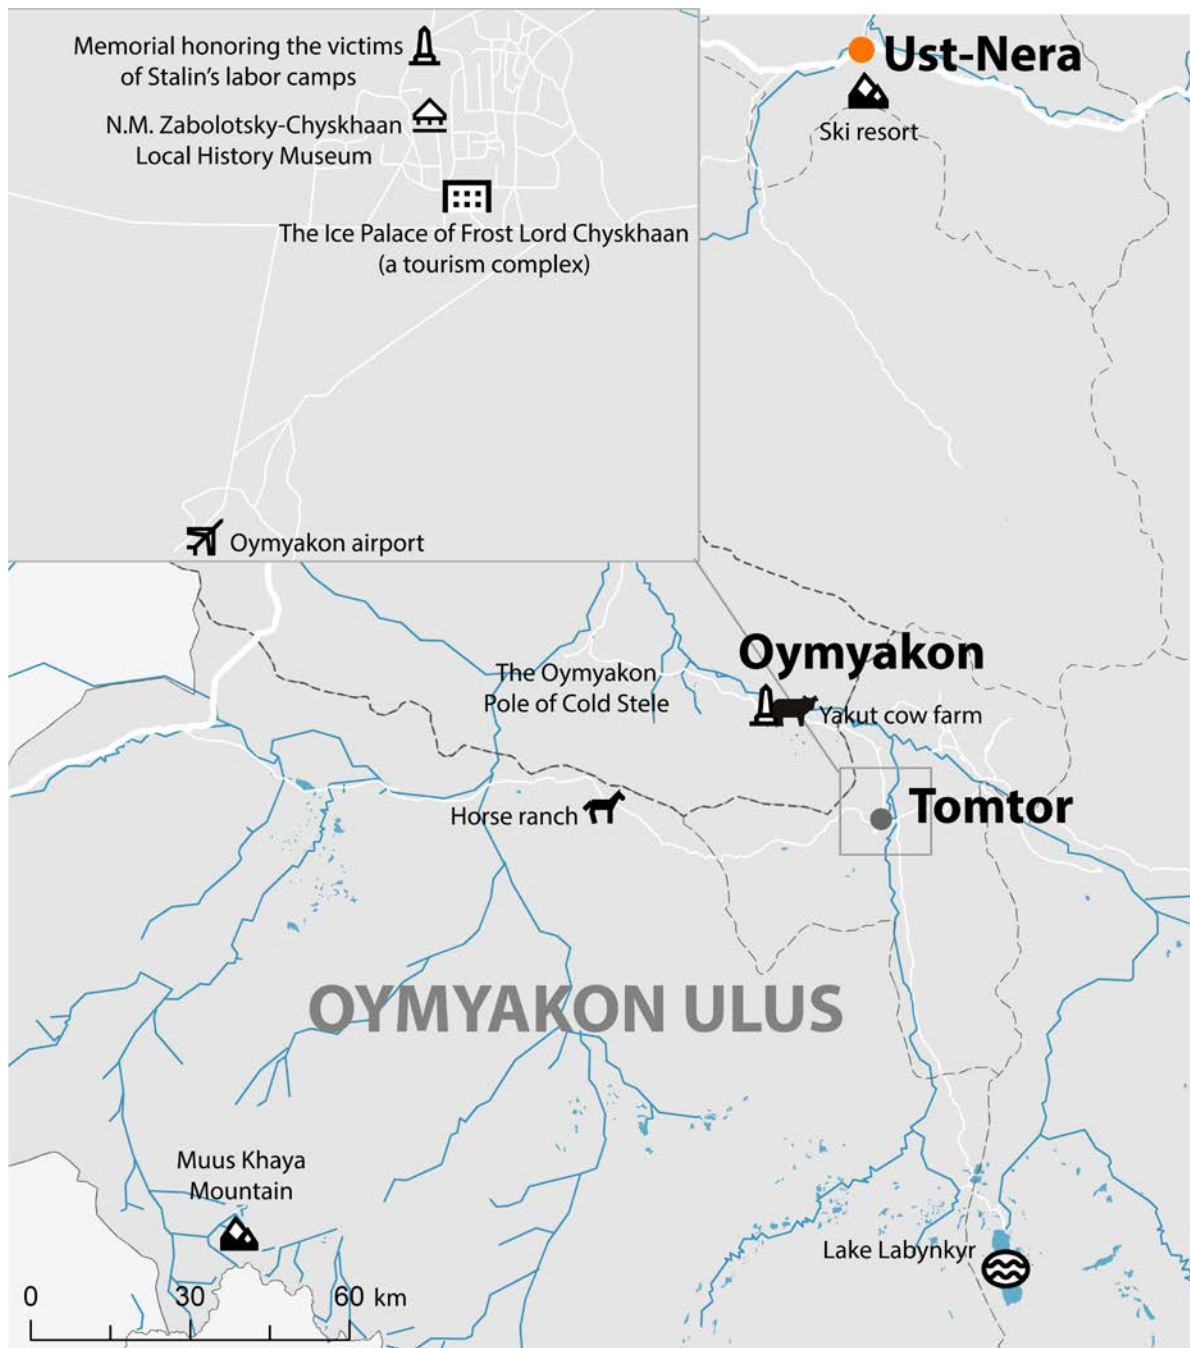 Memorial honoring the victims
of Stalin's labor camps
N.M. Zabolotsky-Chyskhaan
Local History Museum
The Ice Palace of Frost Lord Chyskhaan
(a tourism complex)
Oymyakon airport
Ust-Nera
Ski resort
Oymyakon
The Oymyakon
Pole of Cold Stele
Yakut cow farm
Horse ranch
Tomtor
OYMYAKON ULUS
Muus Khaya
Mountain
Lake Labynkyr
0 30 60 km